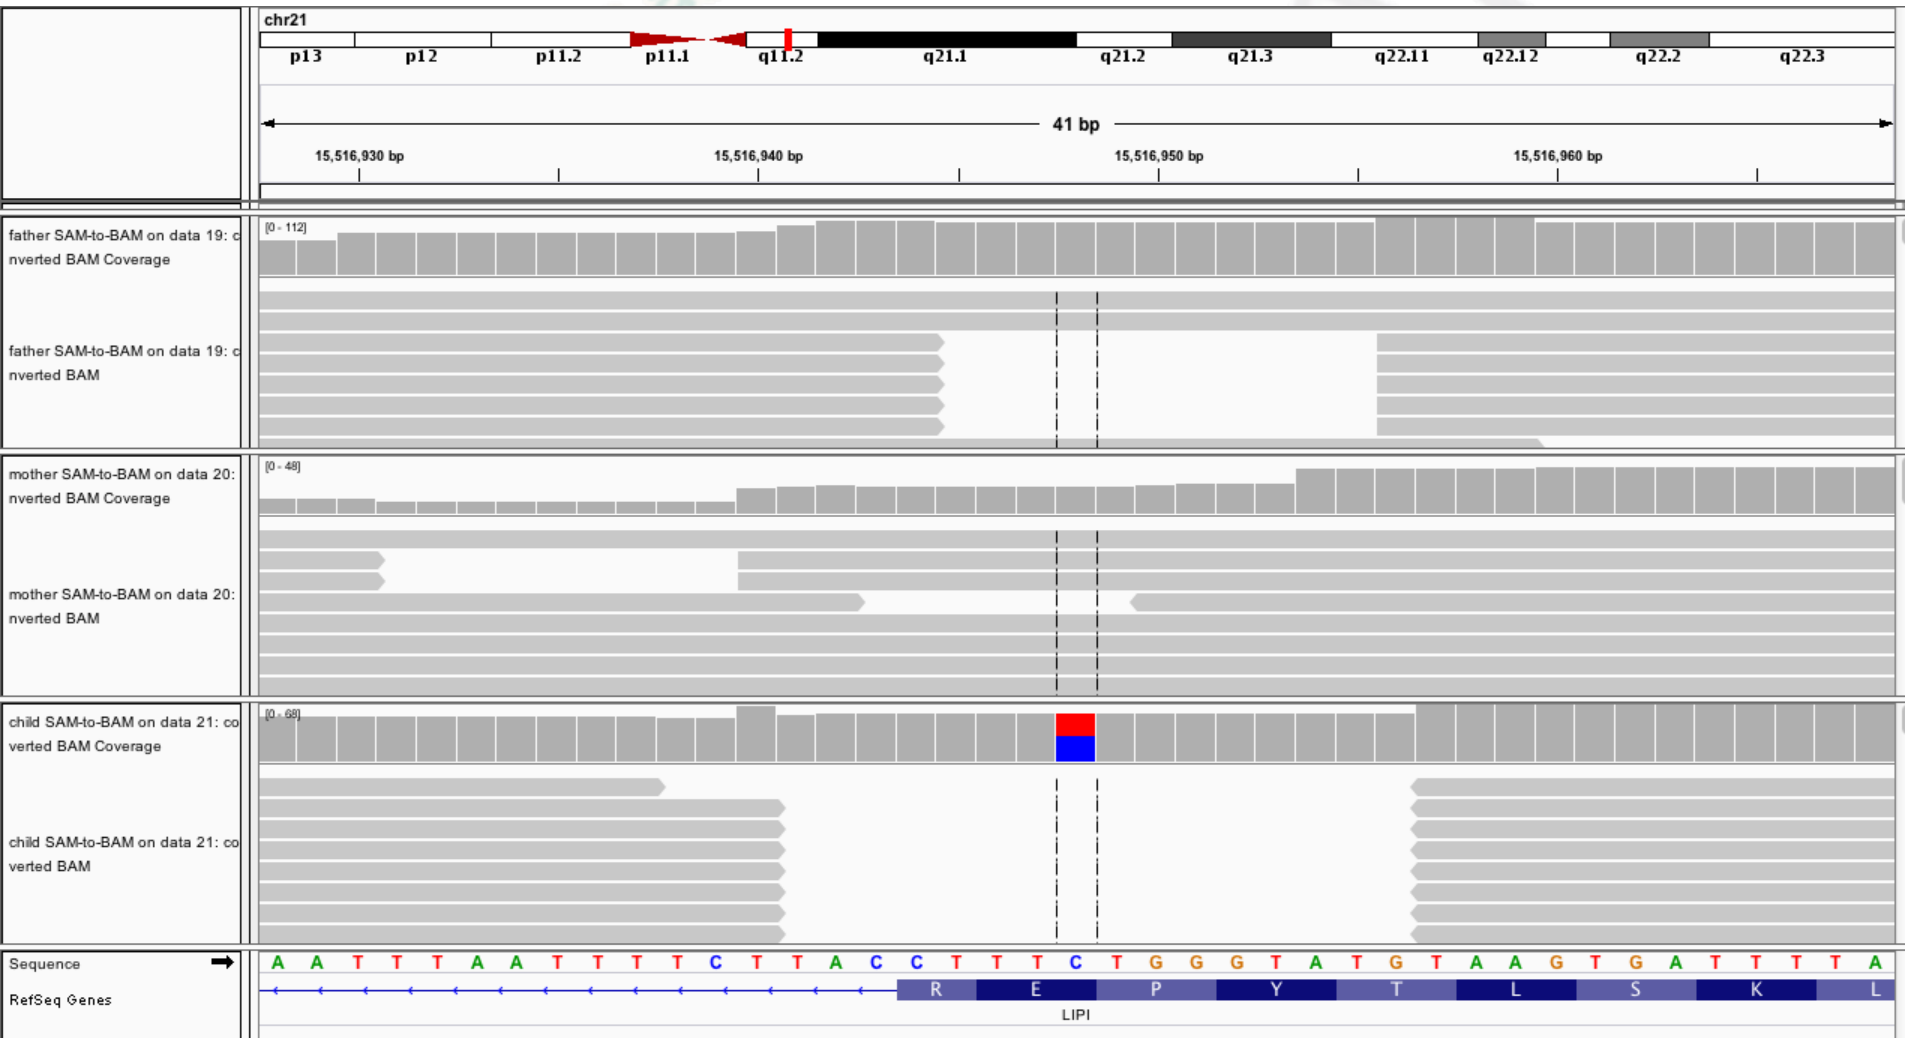 chr21
p13 p12 p11.2 p11.1 q11.2 q21.1 q21.2 q21.3 q22.11 q22.12 q22.2 q22.3
41 bp
15,516,930 bp 15,516,940 bp 15,516,950 bp 15,516,960 bp
father SAM-to-BAM on data 19: c
nverted BAM Coverage
[0 - 112]
father SAM-to-BAM on data 19: c
nverted BAM
mother SAM-to-BAM on data 20:
nverted BAM Coverage
[0 - 48]
mother SAM-to-BAM on data 20:
nverted BAM
child SAM-to-BAM on data 21: co
verted BAM Coverage
[0 - 68]
child SAM-to-BAM on data 21: co
verted BAM
Sequence A A T T T A A T T T T C T T A C C T T T C T G G G T A T G T A A G T G A T T T T A
RefSeq Genes R E P Y T L S K L
LIPI